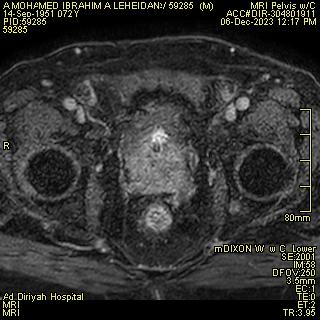 A MOHAMED IBRAHIM A LEHEIDAN:/ 59285 (M)
14-Sep-1951 072Y
PID:59285
59285
MRI Pelvis w/C
ACC#DIR-304801911
06-Dec-2023 12:17 PM
R
80mm
mDIXON W w C Lower
SE:2001
IM:58
DFOV:250
3.5mm
EC:1
TE:0
ET:2
TR:3.95
Ad Diriyah Hospital
MRI
MRI